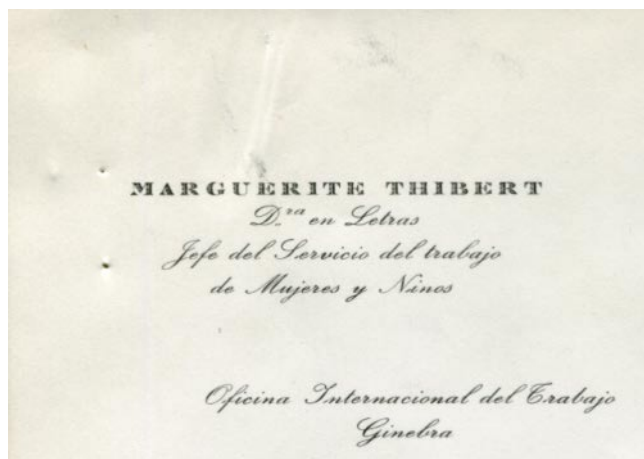 MARGUERITE THIBERT
D.ra en Letras
Jefe del Servicio del trabajo
de Mujeres y Ninos
Oficina Internacional del Trabajo
Ginebra